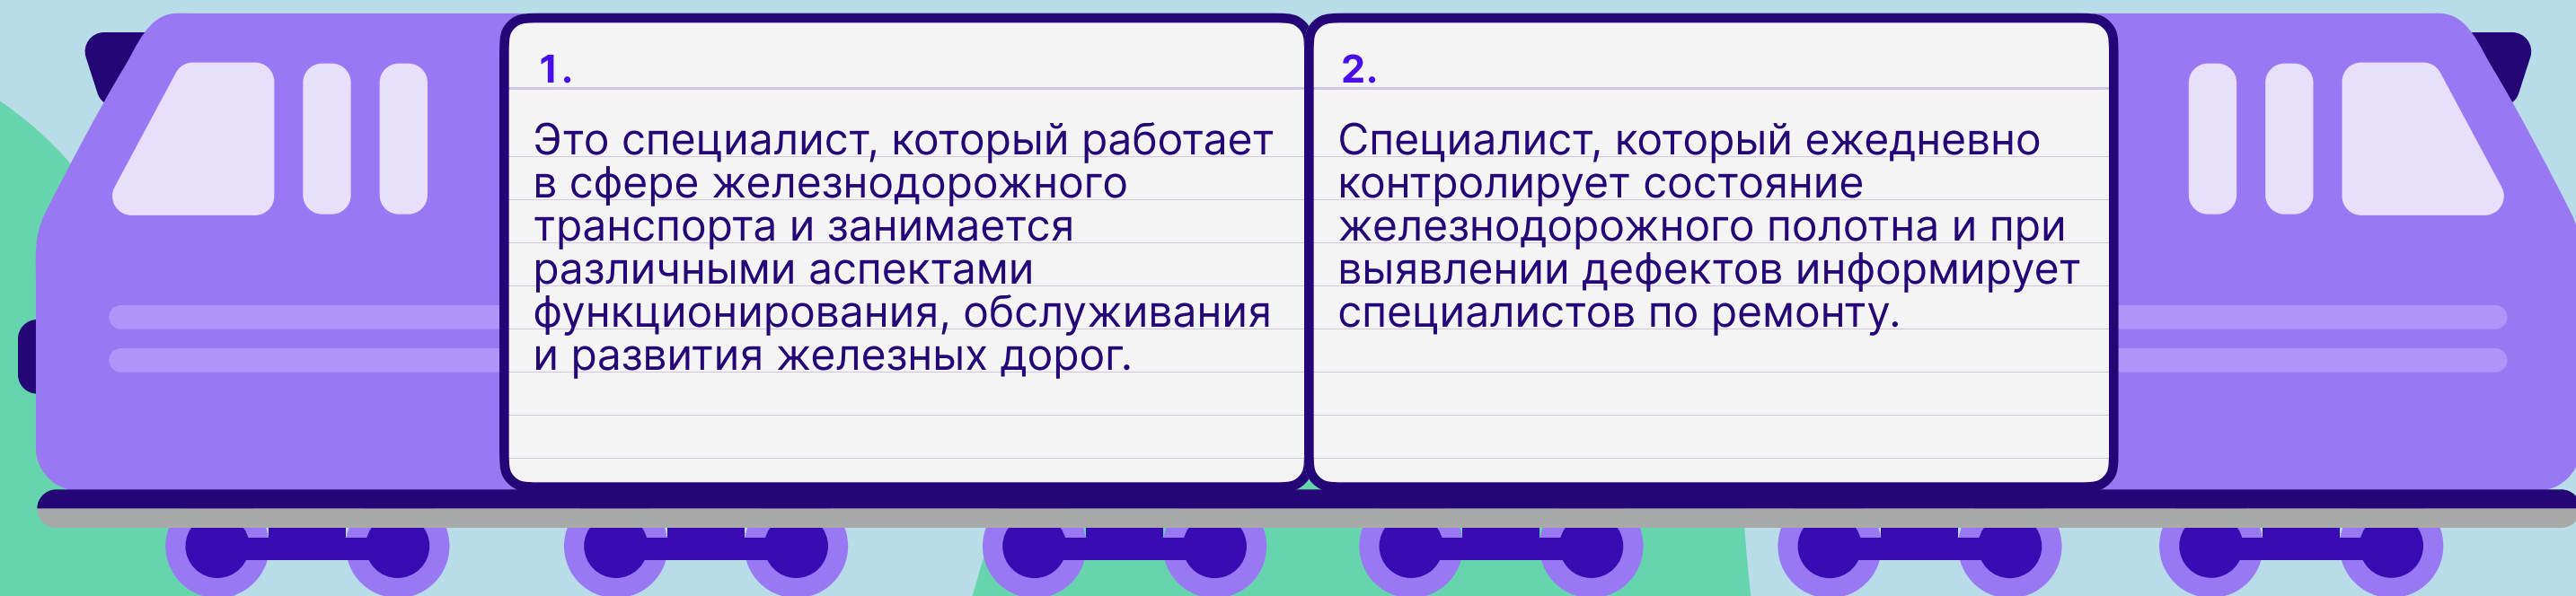 1.
Это специалист, который работает
в сфере железнодорожного
транспорта и занимается
различными аспектами
функционирования, обслуживания
и развития железных дорог.
2.
Специалист, который ежедневно
контролирует состояние
железнодорожного полотна и при
выявлении дефектов информирует
специалистов по ремонту.